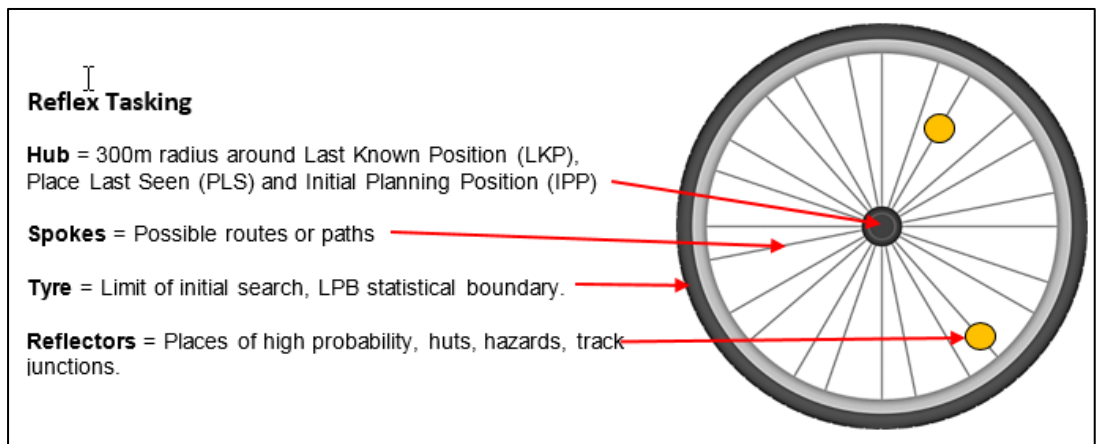 Reflex Tasking
Hub = 300m radius around Last Known Position (LKP),
Place Last Seen (PLS) and Initial Planning Position (IPP)
Spokes = Possible routes or paths
Tyre = Limit of initial search, LPB statistical boundary.
Reflectors = Places of high probability, huts, hazards, track
junctions.